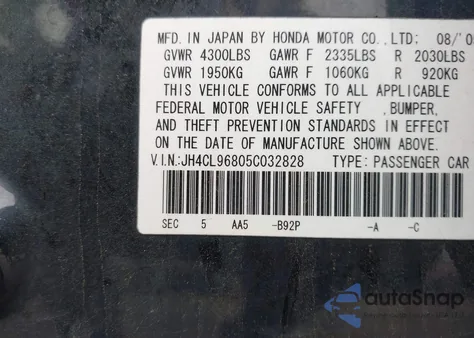 MFD. IN JAPAN BY HONDA MOTOR CO., LTD: 08/'0
GVWR 4300LBS GAWR F 2335LBS R 2030LBS
GVWR 1950KG GAWR F 1060KG R 920KG
THIS VEHICLE CONFORMS TO ALL APPLICABLE
FEDERAL MOTOR VEHICLE SAFETY ,BUMPER,
AND THEFT PREVENTION STANDARDS IN EFFECT
ON THE DATE OF MANUFACTURE SHOWN ABOVE.
V.I.N:JH4CL96805C032828 TYPE: PASSENGER CAR
SEC 5 AA5 -B92P -A -C
autoSnap